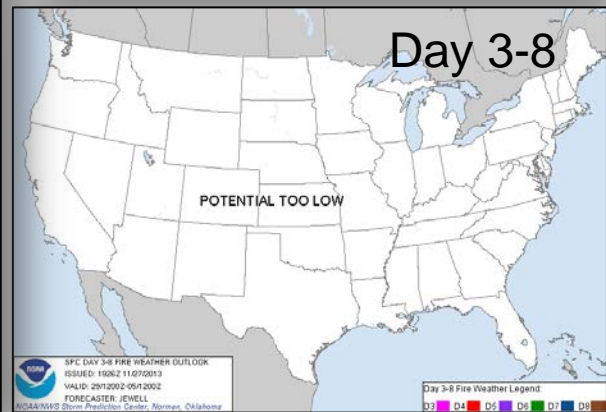 Day 3-8
POTENTIAL TOO LOW
NOAA
SPC DAY 3-8 FIRE WEATHER OUTLOOK
ISSUED: 1926Z 11/27/2013
VALID: 29/1200Z-05/1200Z
FORECASTER: JEWELL
NOAA/NWS Storm Prediction Center, Norman, Oklahoma
Day 3-8 Fire Weather Legend:
D3 D4 D5 D6 D7 D8